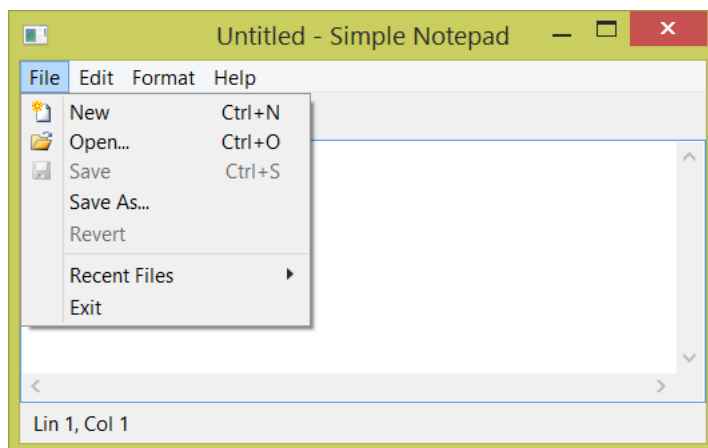 Untitled - Simple Notepad
File Edit Format Help
New Ctrl+N
Open... Ctrl+O
Save Ctrl+S
Save As...
Revert
Recent Files
Exit
Lin 1, Col 1